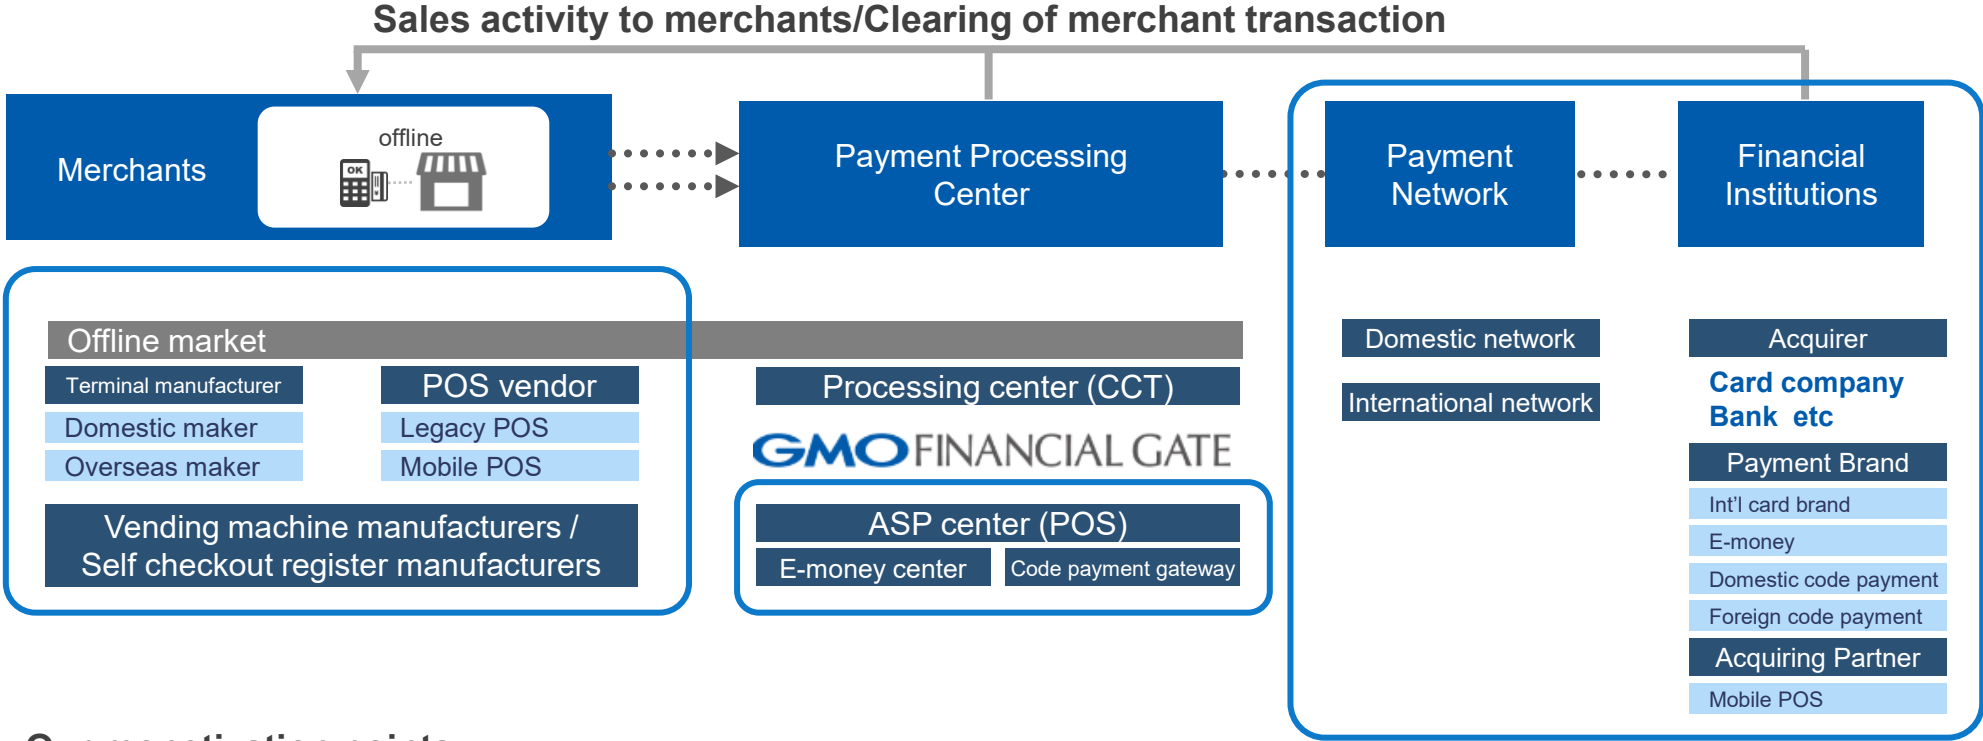 Sales activity to merchants/Clearing of merchant transaction
Merchants
offline
OK
Payment Processing
Center
Payment
Network
Financial
Institutions
Offline market
Terminal manufacturer
Domestic maker
Overseas maker
POS vendor
Legacy POS
Mobile POS
Vending machine manufacturers /
Self checkout register manufacturers
Processing center (CCT)
GMO FINANCIAL GATE
ASP center (POS)
E-money center
Code payment gateway
Domestic network
International network
Acquirer
Card company
Bank etc
Payment Brand
Int'l card brand
E-money
Domestic code payment
Foreign code payment
Acquiring Partner
Mobile POS